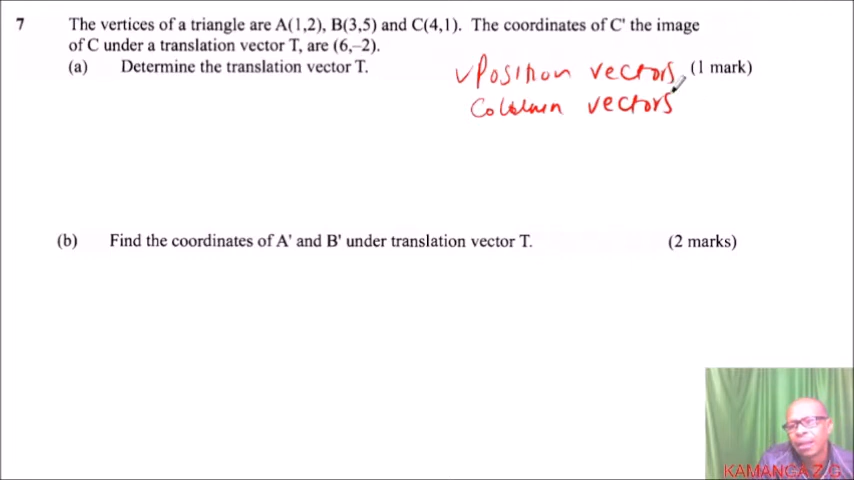 7 The vertices of a triangle are A(1,2), B(3,5) and C(4,1). The coordinates of C' the image
of C under a translation vector T, are (6,–2).
(a) Determine the translation vector T. (1 mark)
Position vectors
Column vectors
(b) Find the coordinates of A' and B' under translation vector T. (2 marks)
KAMANGA Z G